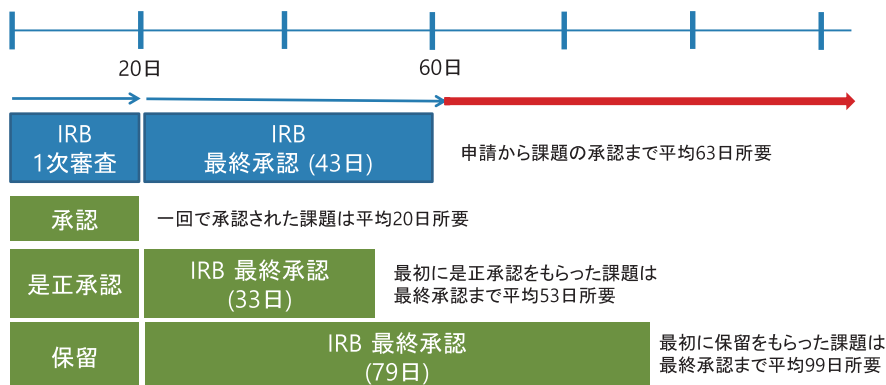 20日
60日
IRB
1次審査
IRB
最終承認 (43日)
申請から課題の承認まで平均63日所要
承認
一回で承認された課題は平均20日所要
是正承認
IRB 最終承認
(33日)
最初に是正承認をもらった課題は
最終承認まで平均53日所要
保留
IRB 最終承認
(79日)
最初に保留をもらった課題は
最終承認まで平均99日所要